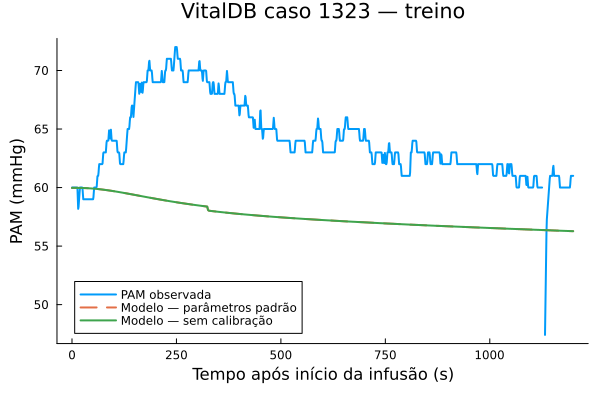 VitalDB caso 1323 — treino
PAM (mmHg)
70
65
60
55
50
PAM observada
Modelo — parâmetros padrão
Modelo — sem calibração
0
250
500
750
1000
Tempo após início da infusão (s)